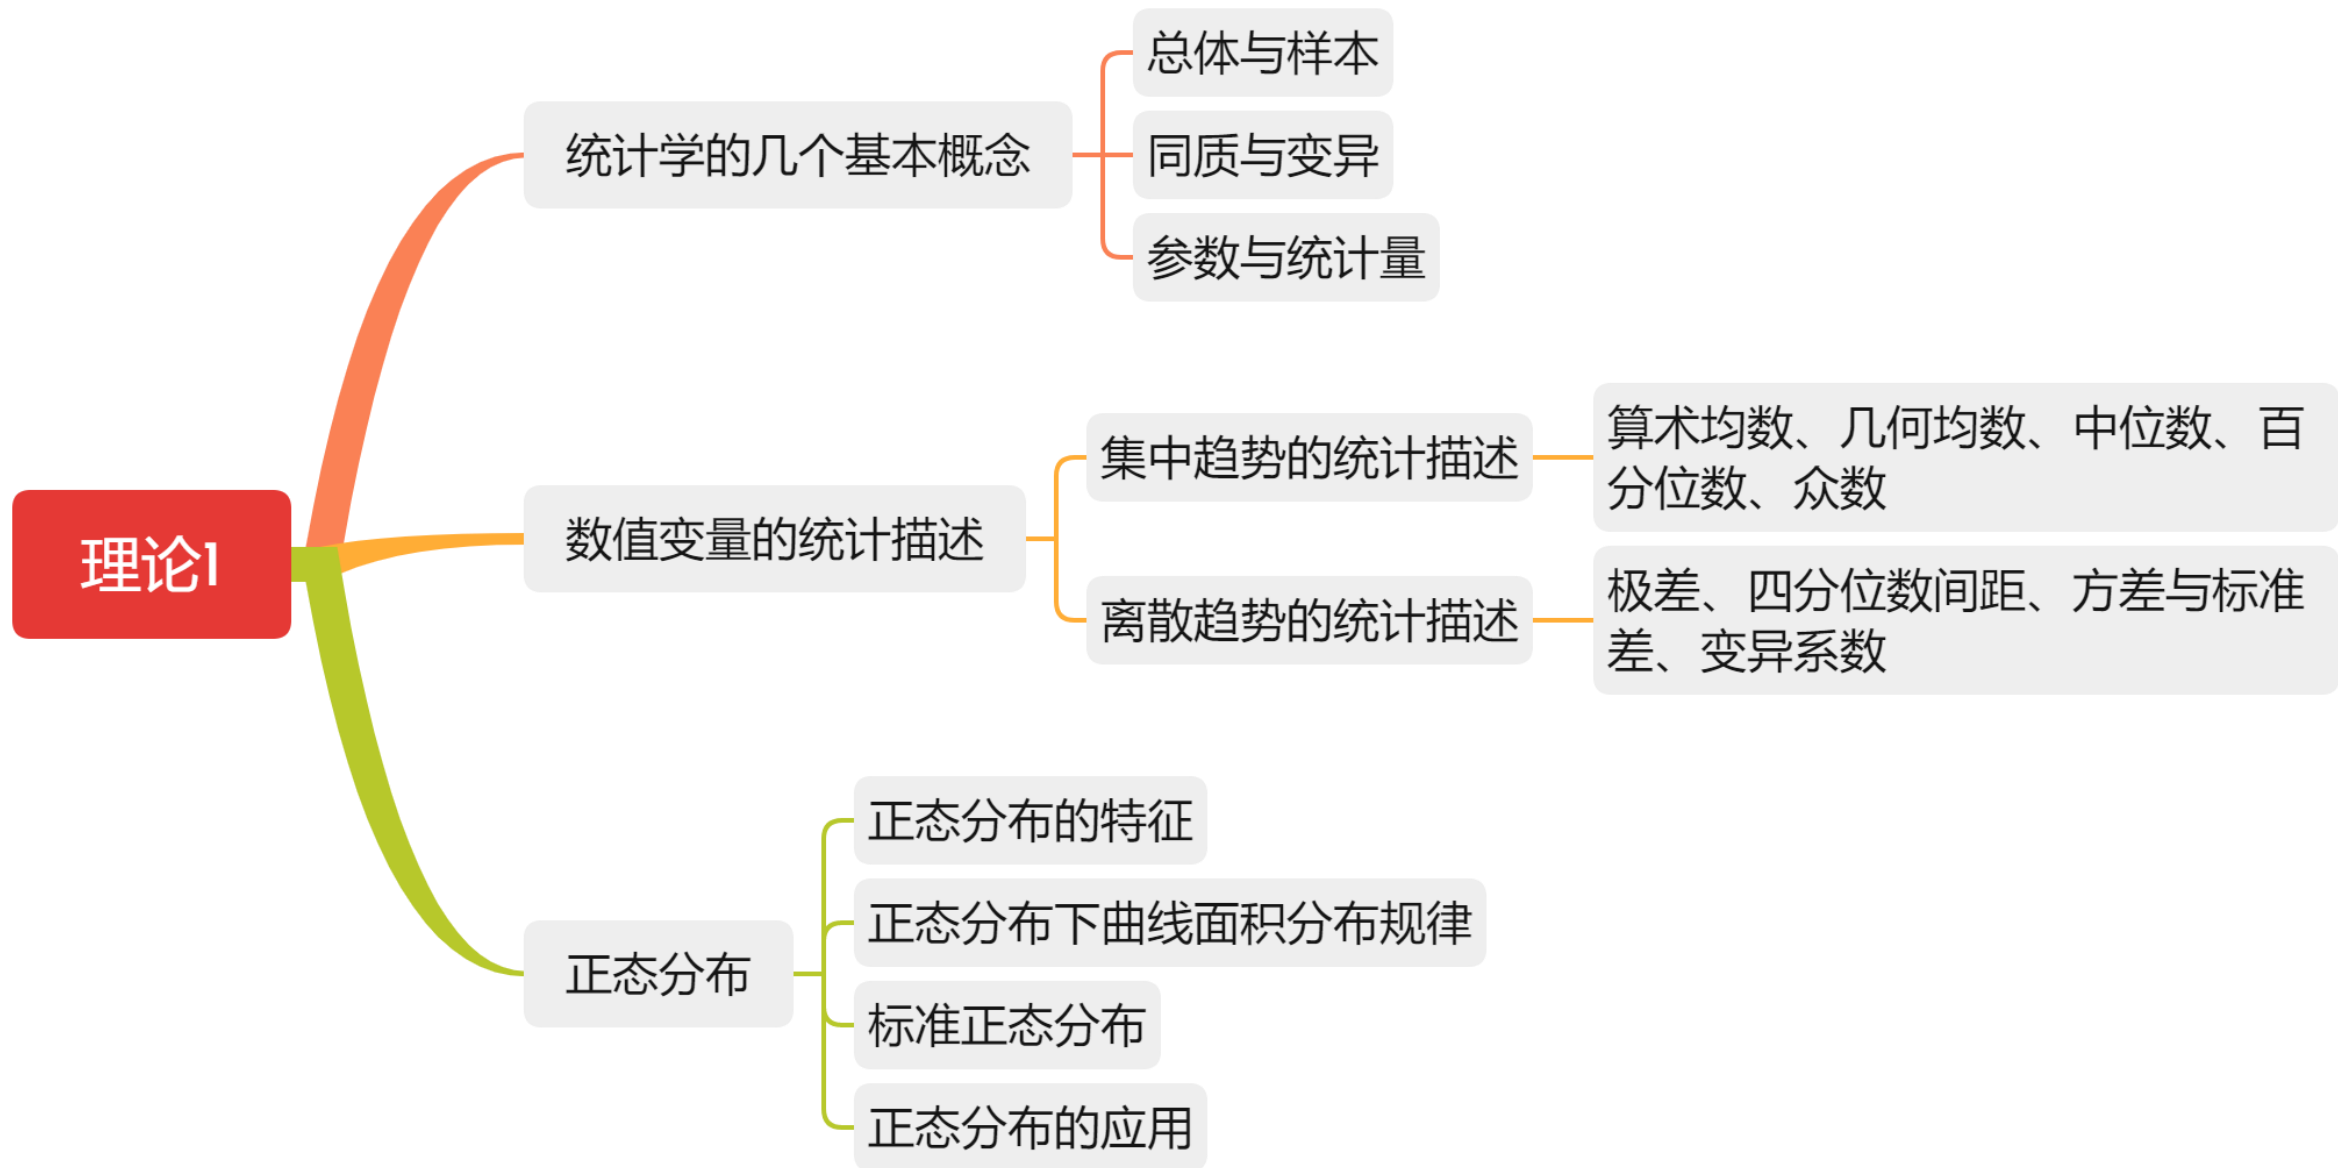 理论1
统计学的几个基本概念
总体与样本
同质与变异
参数与统计量
数值变量的统计描述
集中趋势的统计描述
算术均数、几何均数、中位数、百
分位数、众数
离散趋势的统计描述
极差、四分位数间距、方差与标准
差、变异系数
正态分布
正态分布的特征
正态分布下曲线面积分布规律
标准正态分布
正态分布的应用